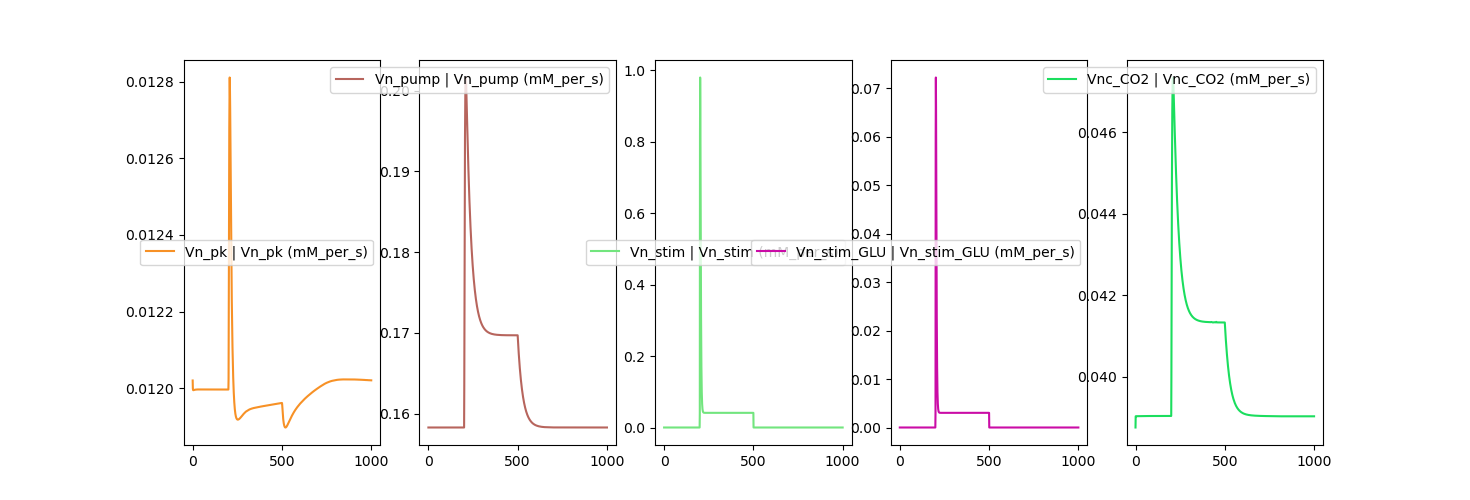 0.0128
0.0126
0.0124
0.0122
0.0120
Vn_pk | Vn_pk (mM_per_s)
0 500 1000
0.20
0.19
0.18
0.17
0.16
Vn_pump | Vn_pump (mM_per_s)
0 500 1000
1.0
0.8
0.6
0.4
0.2
0.0
Vn_stim | Vn_stim (mM_per_s)
0 500 1000
0.07
0.06
0.05
0.04
0.03
0.02
0.01
0.00
Vn_stim_GLU | Vn_stim_GLU (mM_per_s)
0 500 1000
0.046
0.044
0.042
0.040
Vnc_CO2 | Vnc_CO2 (mM_per_s)
0 500 1000